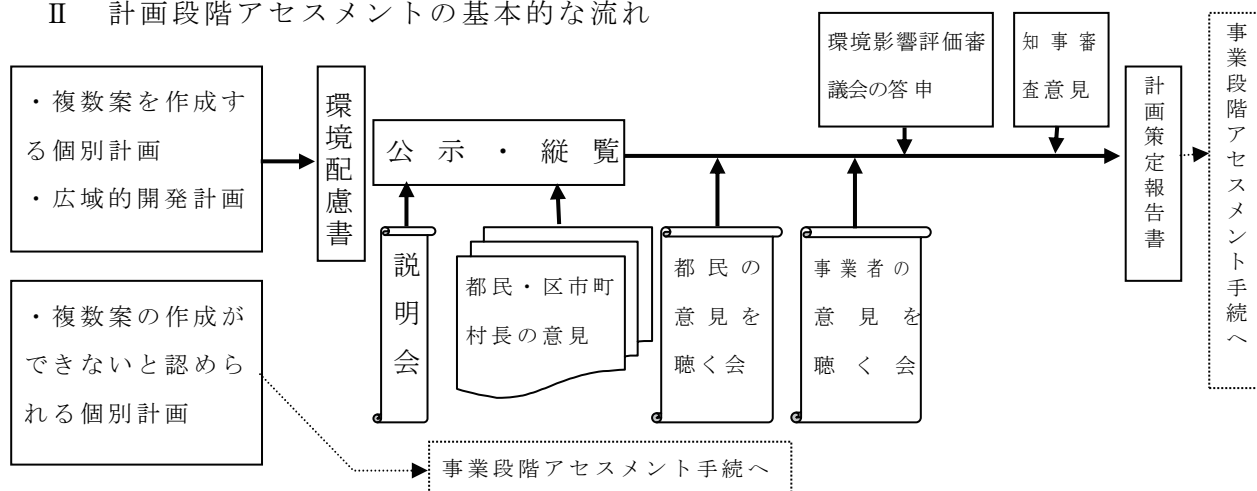 Ⅱ 計画段階アセスメントの基本的な流れ
・複数案を作成す
る個別計画
・広域的開発計画
環境配慮書
公示・縦覧
説明会
都民・区市町
村長の意見
都民の
意見を
聴く会
事業者の
意見を
聴く会
環境影響評価審
議会の答申
知事審
査意見
計画策定報告書
事業段階アセスメント手続へ
・複数案の作成が
できないと認めら
れる個別計画
事業段階アセスメント手続へ